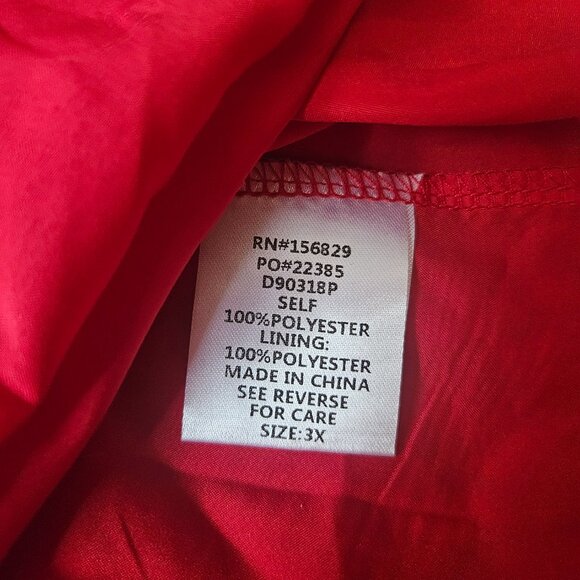 RN#156829
PO#22385
D90318P
SELF
100%POLYESTER
LINING:
100%POLYESTER
MADE IN CHINA
SEE REVERSE
FOR CARE
SIZE:3X